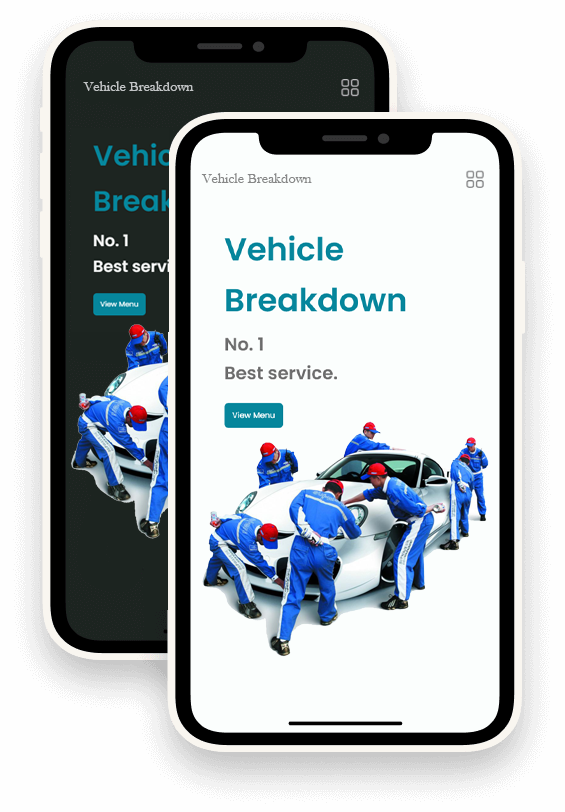 Vehicle Breakdown
Vehic
Break
No. 1
Best servi
View Menu
Vehicle Breakdown
Vehicle
Breakdown
No. 1
Best service.
View Menu